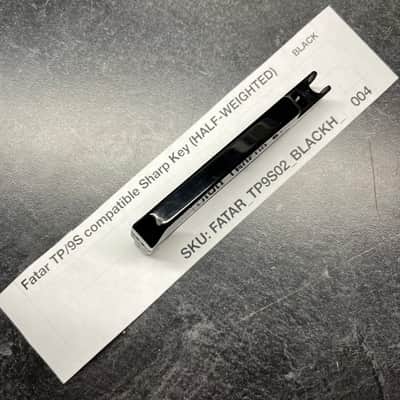 Fatar TP/9S compatible Sharp Key (HALF-WEIGHTED) BLACK
SKU: FATAR_TP9S02_BLACKH_ 004